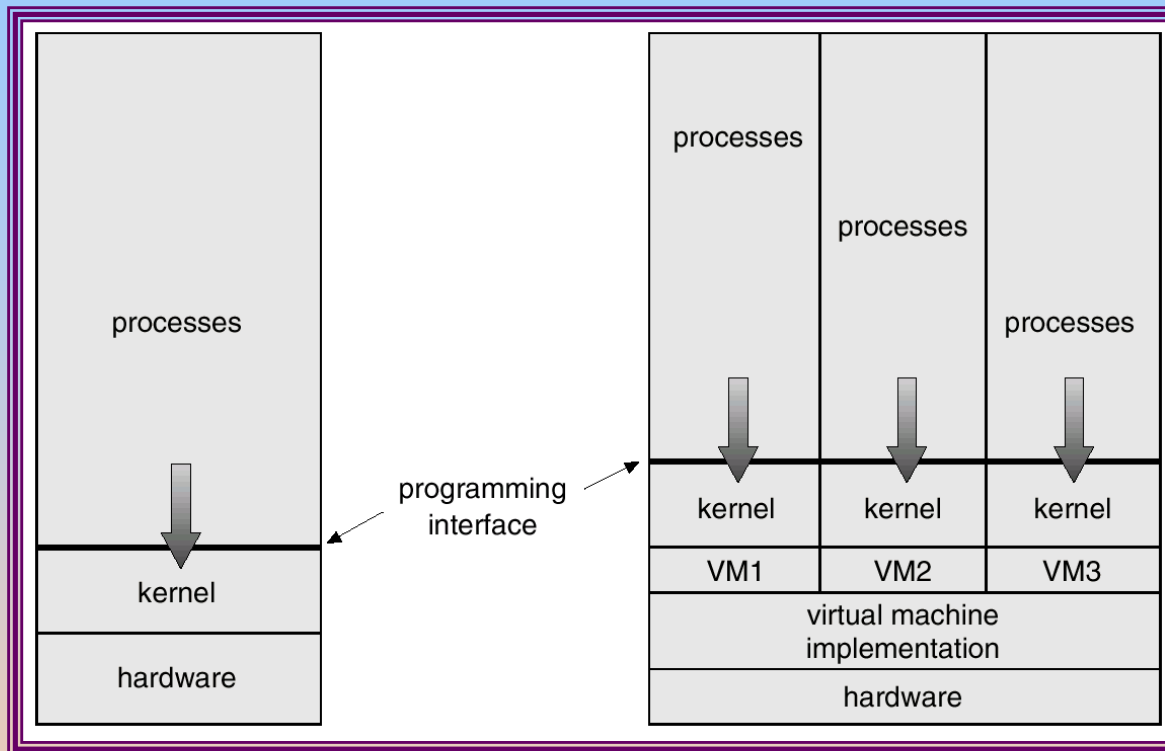 processes
kernel
hardware
programming
interface
processes
processes
processes
kernel kernel kernel
VM1 VM2 VM3
virtual machine
implementation
hardware